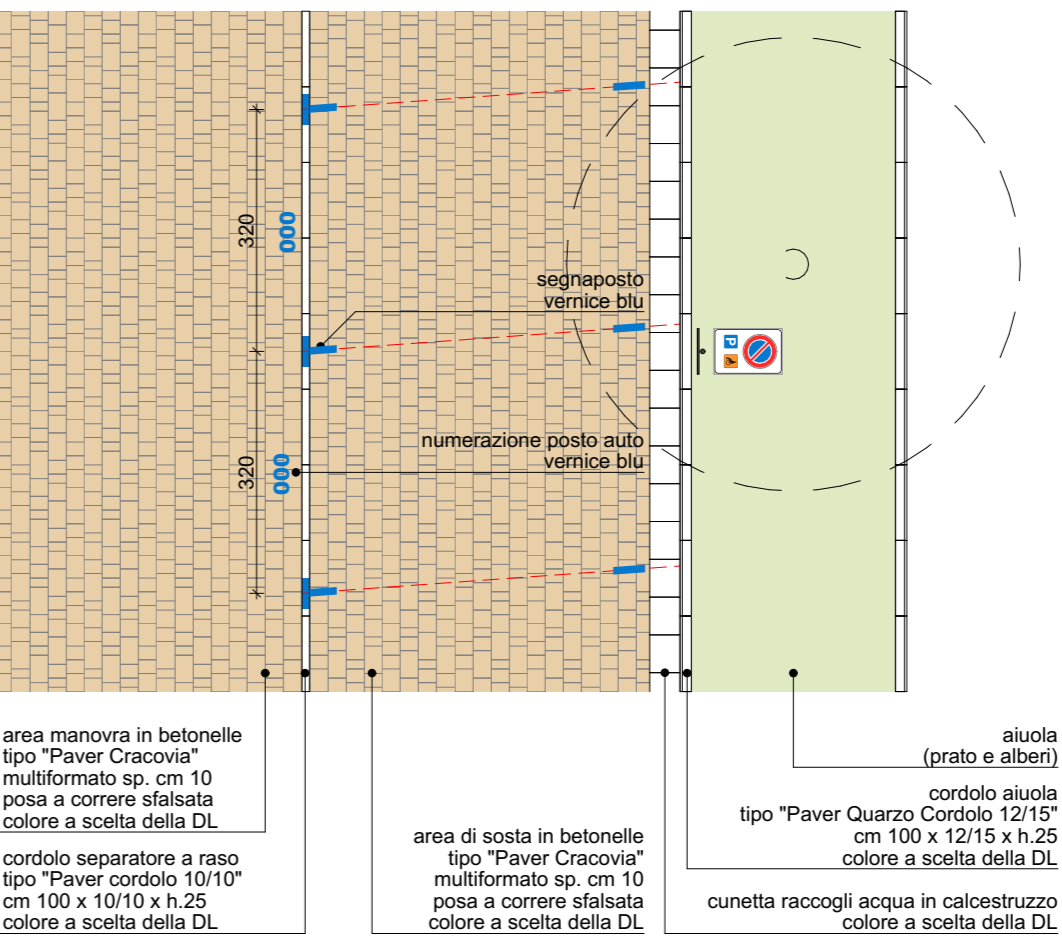 320
000
segnaposto
vernice blu
P
numerazione posto auto
vernice blu
320
000
area manovra in betonelle
tipo "Paver Cracovia"
multiformato sp. cm 10
posa a correre sfalsata
colore a scelta della DL
cordolo separatore a raso
tipo "Paver cordolo 10/10"
cm 100 x 10/10 x h.25
colore a scelta della DL
area di sosta in betonelle
tipo "Paver Cracovia"
multiformato sp. cm 10
posa a correre sfalsata
colore a scelta della DL
aiuola
(prato e alberi)
cordolo aiuola
tipo "Paver Quarzo Cordolo 12/15"
cm 100 x 12/15 x h.25
colore a scelta della DL
cunetta raccogli acqua in calcestruzzo
colore a scelta della DL